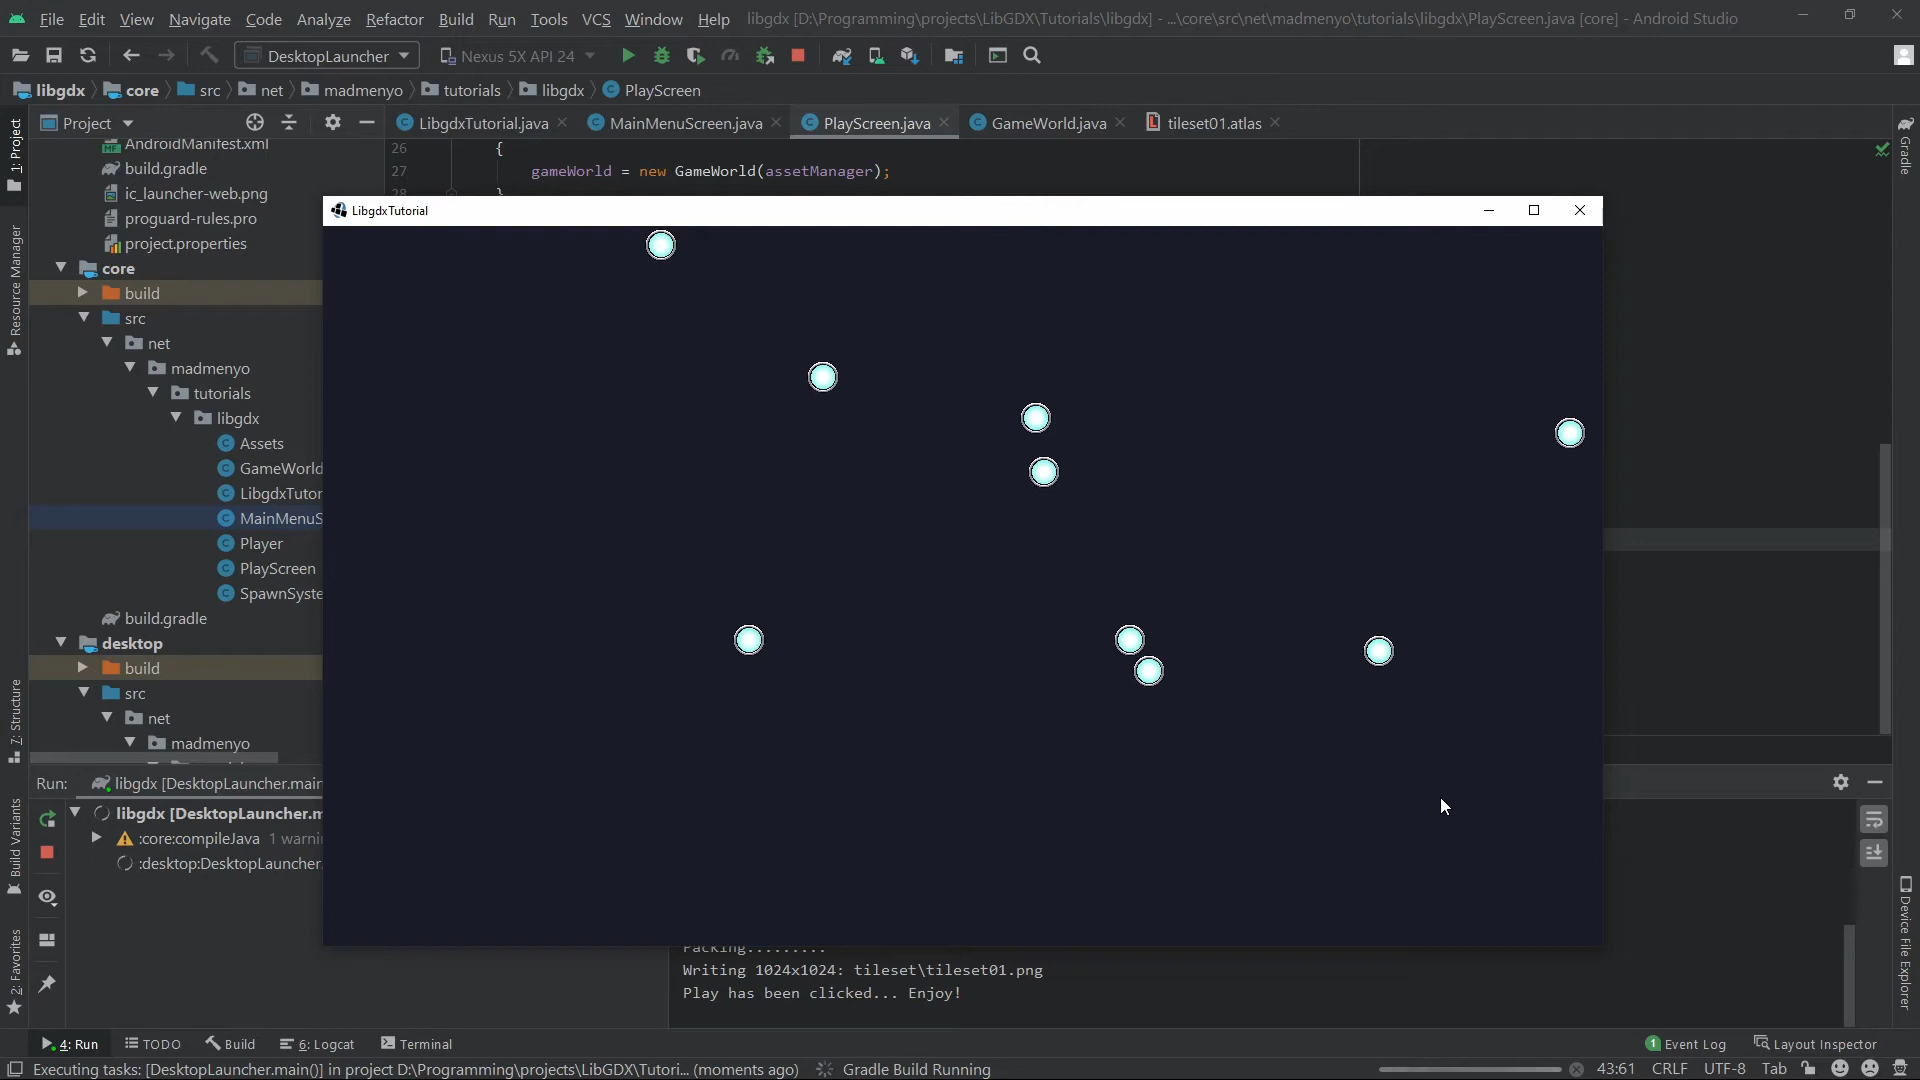 File Edit View Navigate Code Analyze Refactor Build Run Tools VCS Window Help libgdx [D:\Programming\projects\LibGDX\Tutorials\libgdx] - ...\core\src\net\madmenyo\tutorials\libgdx\PlayScreen.java [core] - Android Studio
DesktopLauncher Nexus 5X API 24
libgdx core src net madmenyo tutorials libgdx PlayScreen
Project LibgdxTutorial.java MainMenuScreen.java PlayScreen.java GameWorld.java tileset01.atlas
1: Project
Resource Manager
7: Structure
Build Variants
2: Favorites
Gradle
Device File Explorer
AndroidManifest.xml
build.gradle
ic_launcher-web.png
proguard-rules.pro
project.properties
core
build
src
net
madmenyo
tutorials
libgdx
Assets
GameWorld
LibgdxTutor
MainMenuS
Player
PlayScreen
SpawnSyste
build.gradle
desktop
build
src
net
madmenyo
26 {
27 gameWorld = new GameWorld(assetManager);
28 }
LibgdxTutorial
Run: libgdx [DesktopLauncher.main
libgdx [DesktopLauncher.m
:core:compileJava 1 warni
:desktop:DesktopLauncher.
Packing.........
Writing 1024x1024: tileset\tileset01.png
Play has been clicked... Enjoy!
4: Run TODO Build 6: Logcat Terminal 1 Event Log Layout Inspector
Executing tasks: [DesktopLauncher.main()] in project D:\Programming\projects\LibGDX\Tutori... (moments ago) Gradle Build Running 43:61 CRLF UTF-8 Tab